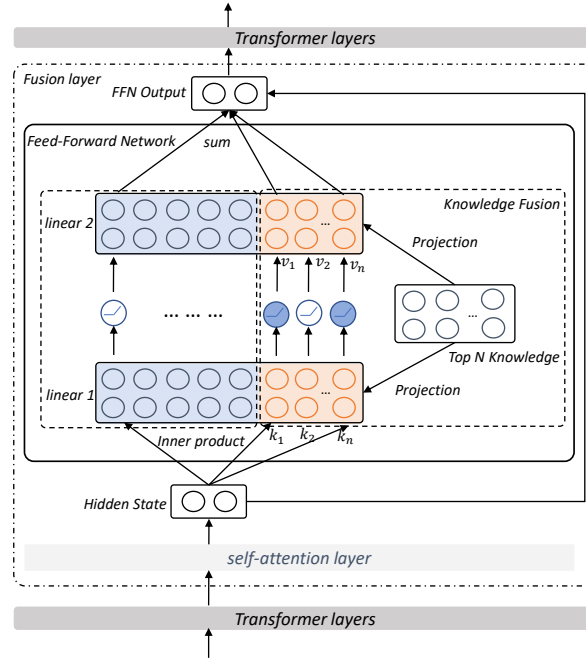 Transformer layers
Fusion layer
FFN Output
Feed-Forward Network
sum
Knowledge Fusion
linear 2
...
Projection
v₁
v₂
vₙ
... ... ...
...
Top N Knowledge
linear 1
...
Projection
Inner product
k₁
k₂
kₙ
Hidden State
self-attention layer
Transformer layers